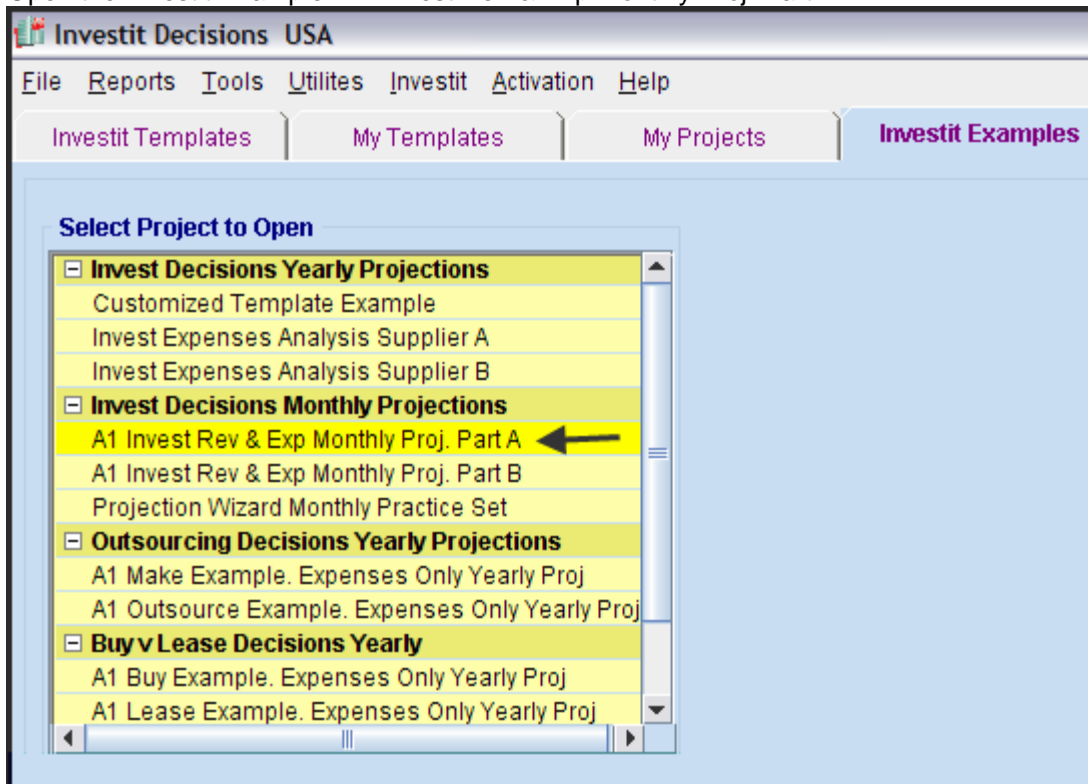 Investit Decisions USA
File Reports Tools Utilites Investit Activation Help
Investit Templates My Templates My Projects Investit Examples
Select Project to Open
Invest Decisions Yearly Projections
Customized Template Example
Invest Expenses Analysis Supplier A
Invest Expenses Analysis Supplier B
Invest Decisions Monthly Projections
A1 Invest Rev & Exp Monthly Proj. Part A
A1 Invest Rev & Exp Monthly Proj. Part B
Projection Wizard Monthly Practice Set
Outsourcing Decisions Yearly Projections
A1 Make Example. Expenses Only Yearly Proj
A1 Outsource Example. Expenses Only Yearly Proj
Buy v Lease Decisions Yearly
A1 Buy Example. Expenses Only Yearly Proj
A1 Lease Example. Expenses Only Yearly Proj